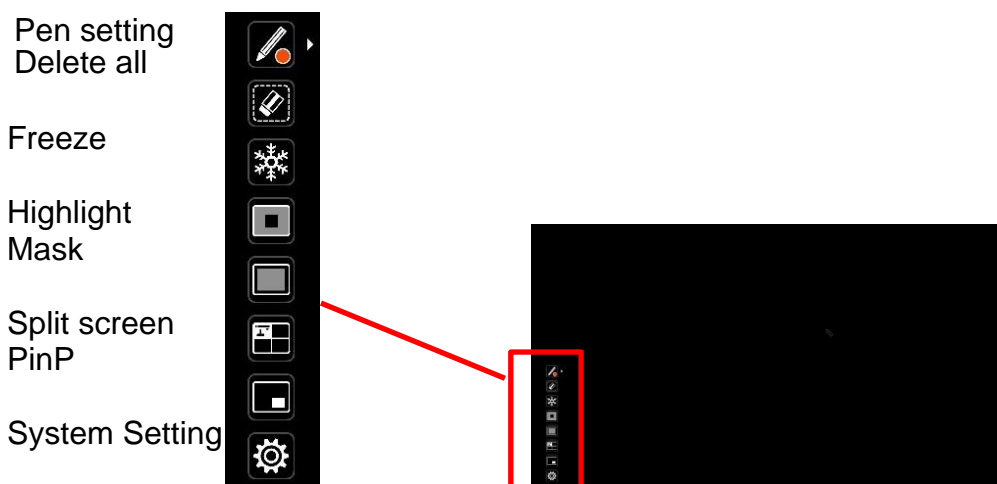 Pen setting
Delete all
Freeze
Highlight
Mask
Split screen
PinP
System Setting